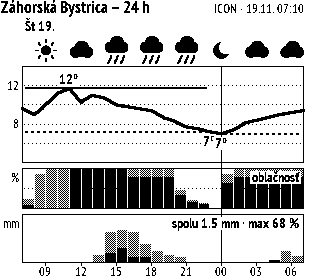 Záhorská Bystrica – 24 h ICON · 19.11. 07:10
Št 19.
12
12°
8
7° 7°
%
oblačnosť
mm
spolu 1.5 mm · max 68 %
09 12 15 18 21 00 03 06